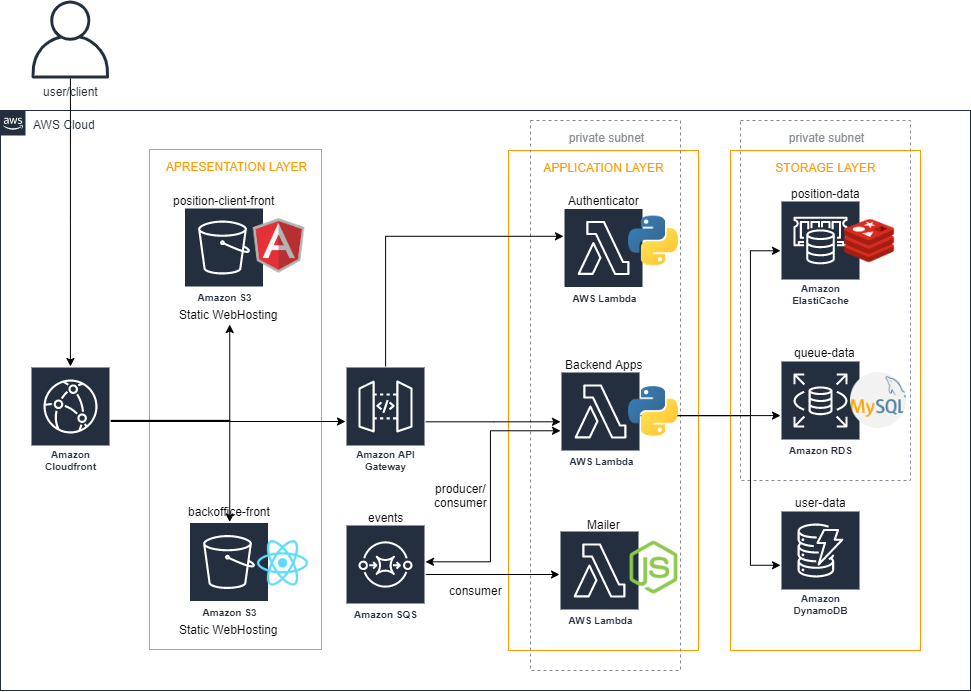 user/client
aws
AWS Cloud
private subnet
private subnet
APRESENTATION LAYER
APPLICATION LAYER
STORAGE LAYER
position-client-front
Amazon S3
Static WebHosting
Authenticator
AWS Lambda
position-data
Amazon
ElastiCache
Amazon
Cloudfront
</>
Amazon API
Gateway
Backend Apps
AWS Lambda
queue-data
MySQL
Amazon RDS
producer/
consumer
backoffice-front
Amazon S3
Static WebHosting
events
Amazon SQS
consumer
Mailer
JS
AWS Lambda
user-data
Amazon
DynamoDB